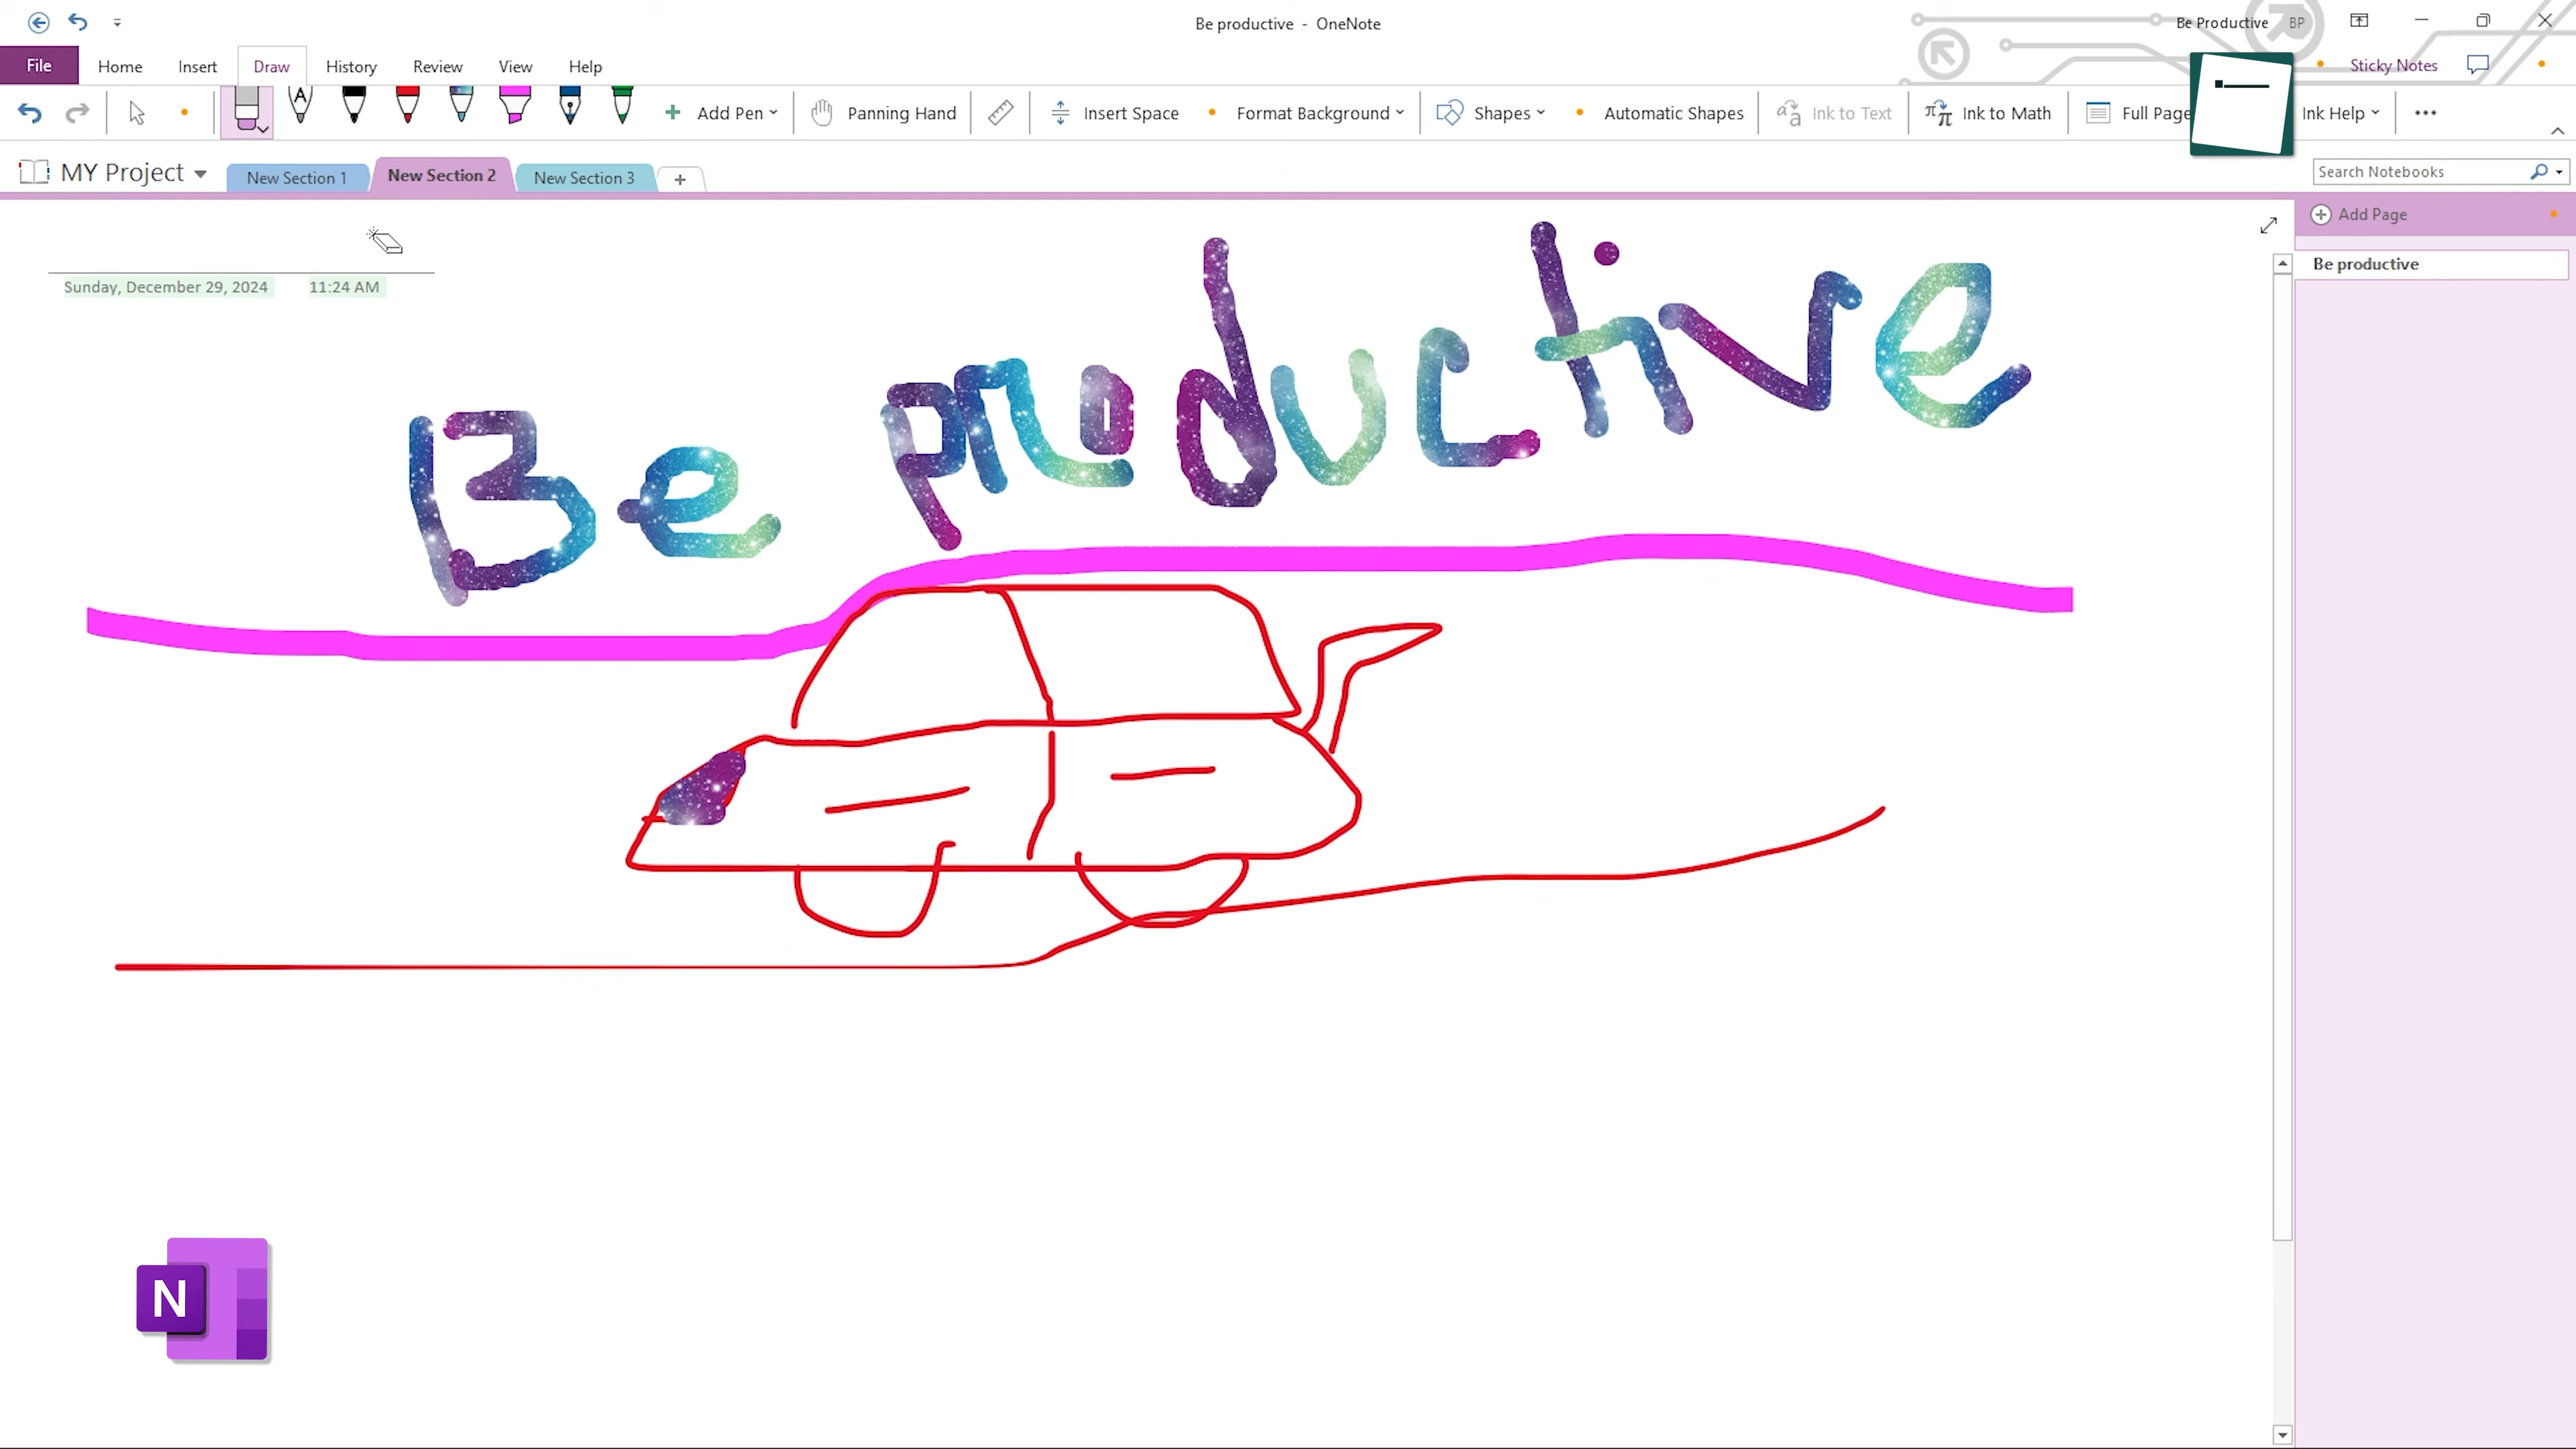 Be productive - OneNote
Be Productive BP
File Home Insert Draw History Review View Help
Sticky Notes
A Add Pen Panning Hand Insert Space Format Background Shapes Automatic Shapes Ink to Text Ink to Math Full Page Ink Help
MY Project New Section 1 New Section 2 New Section 3
Search Notebooks
Add Page
Be productive
Sunday, December 29, 2024 11:24 AM
Be productive
N